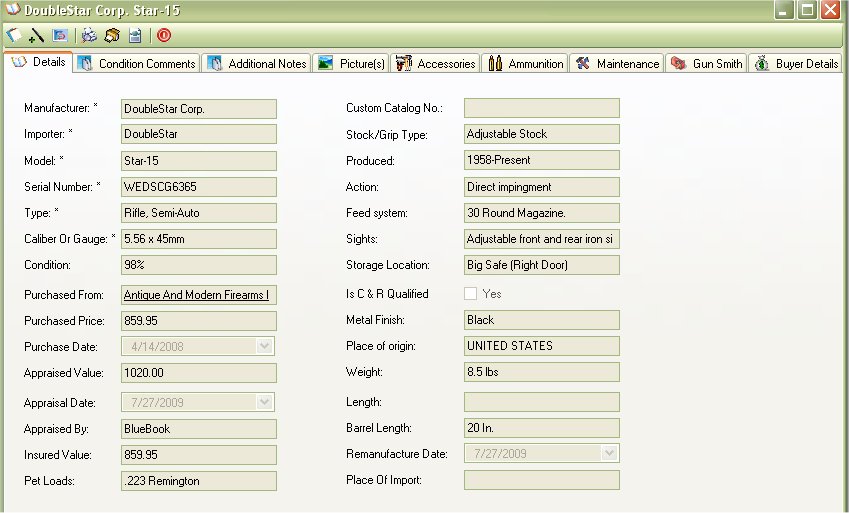 DoubleStar Corp. Star-15
Details Condition Comments Additional Notes Picture(s) Accessories Ammunition Maintenance Gun Smith Buyer Details
Manufacturer: * DoubleStar Corp.
Importer: * DoubleStar
Model: * Star-15
Serial Number: * WEDSCG6365
Type: * Rifle, Semi-Auto
Caliber Or Gauge: * 5.56 x 45mm
Condition: 98%
Purchased From: Antique And Modern Firearms I
Purchased Price: 859.95
Purchase Date: 4/14/2008
Appraised Value: 1020.00
Appraisal Date: 7/27/2009
Appraised By: BlueBook
Insured Value: 859.95
Pet Loads: .223 Remington
Custom Catalog No.:
Stock/Grip Type: Adjustable Stock
Produced: 1958-Present
Action: Direct impingment
Feed system: 30 Round Magazine.
Sights: Adjustable front and rear iron si
Storage Location: Big Safe (Right Door)
Is C & R Qualified Yes
Metal Finish: Black
Place of origin: UNITED STATES
Weight: 8.5 lbs
Length:
Barrel Length: 20 In.
Remanufacture Date: 7/27/2009
Place Of Import: